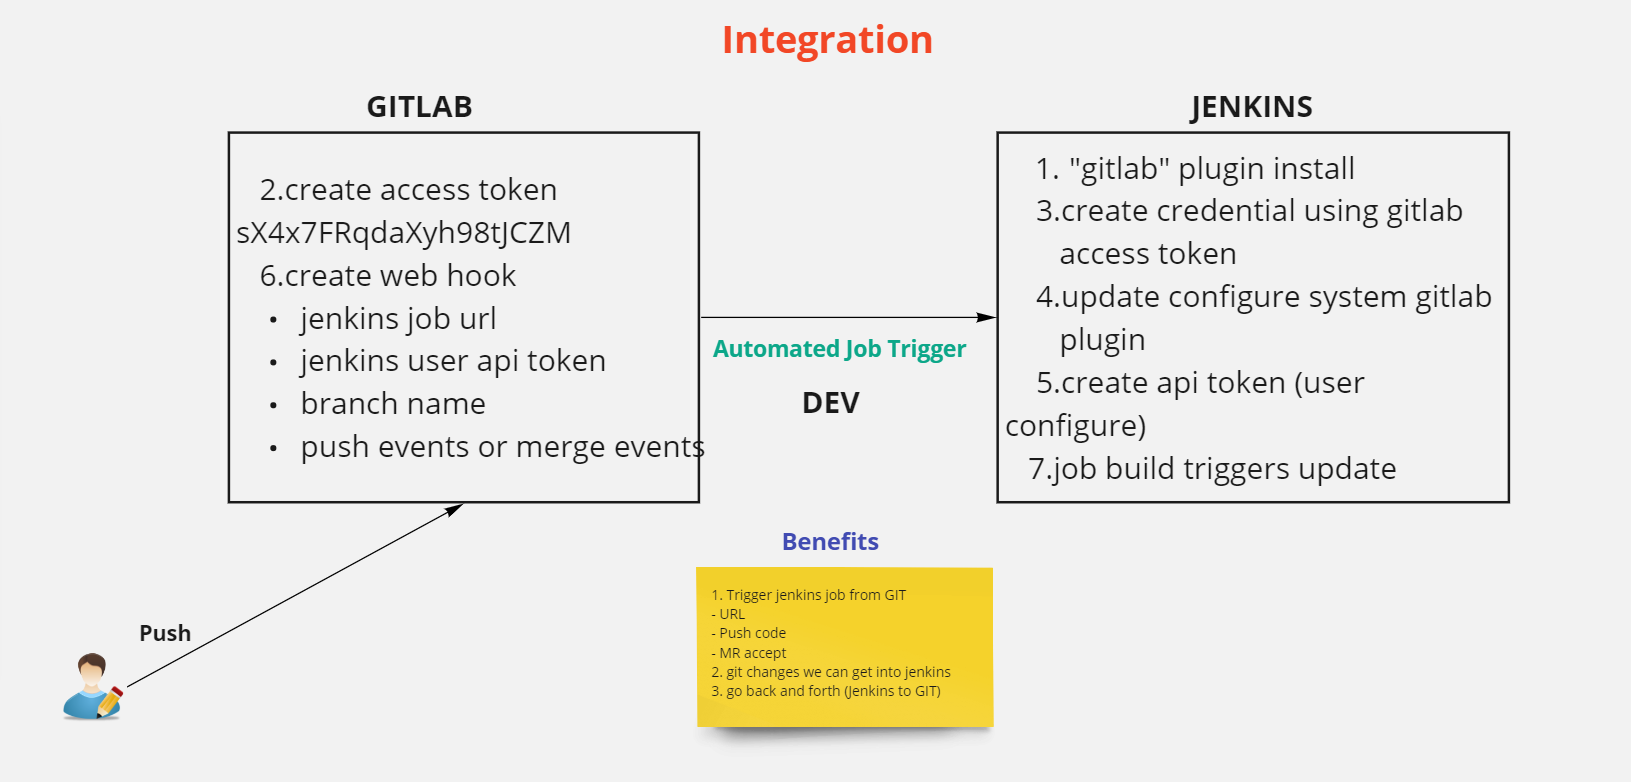 Integration
GITLAB
2.create access token
sX4x7FRqdaXyh98tJCZM
6.create web hook
• jenkins job url
• jenkins user api token
• branch name
• push events or merge events
Automated Job Trigger
DEV
JENKINS
1. "gitlab" plugin install
3.create credential using gitlab
access token
4.update configure system gitlab
plugin
5.create api token (user
configure)
7.job build triggers update
Push
Benefits
1. Trigger jenkins job from GIT
- URL
- Push code
- MR accept
2. git changes we can get into jenkins
3. go back and forth (Jenkins to GIT)